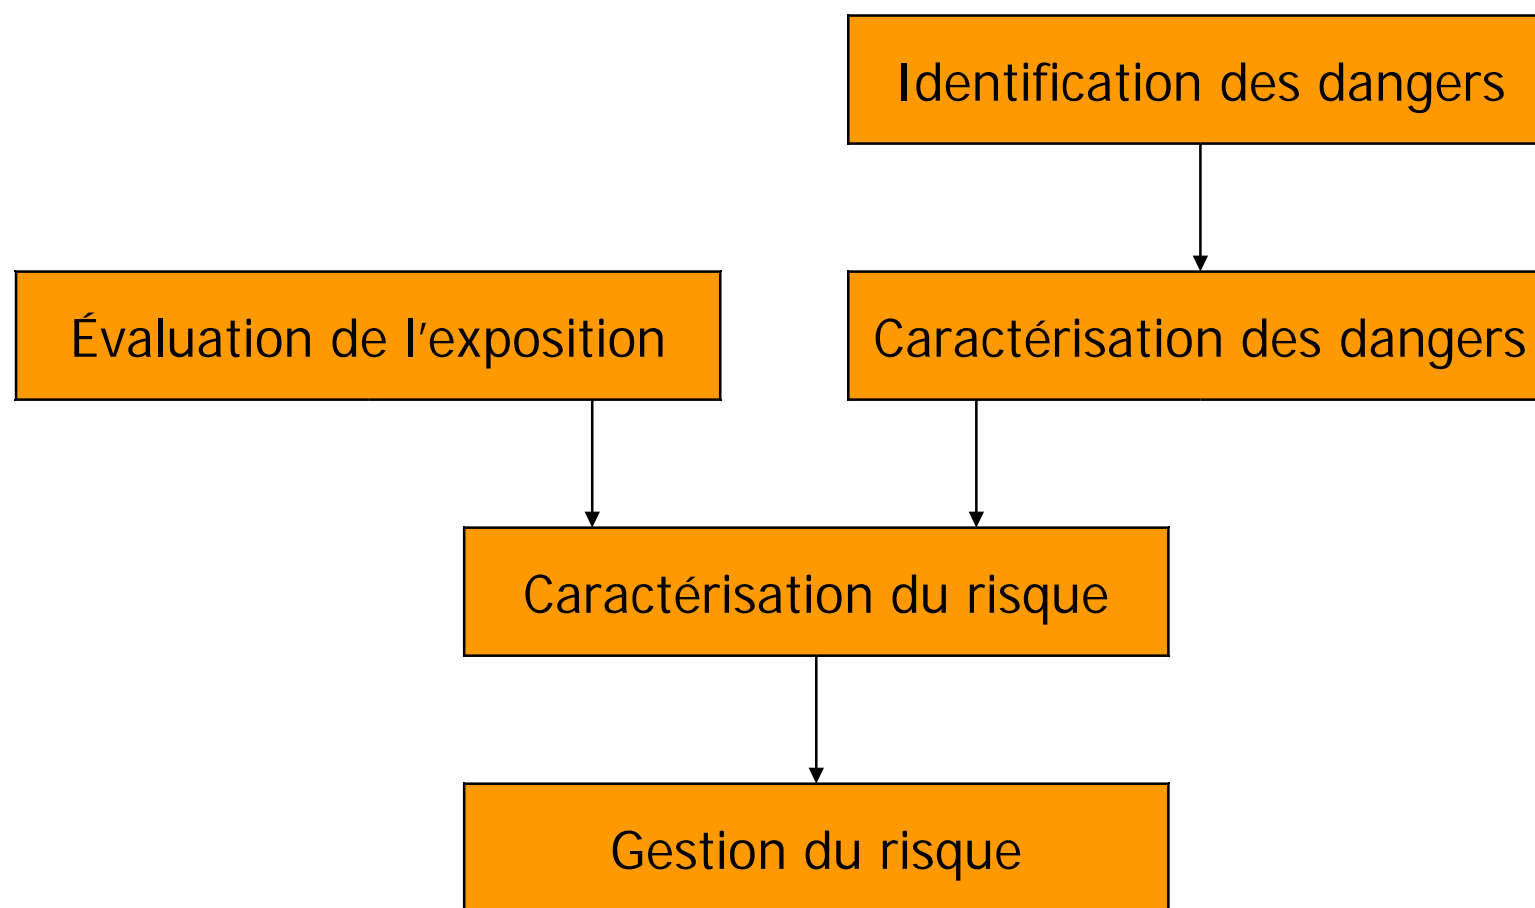 Identification des dangers
Évaluation de l'exposition
Caractérisation des dangers
Caractérisation du risque
Gestion du risque